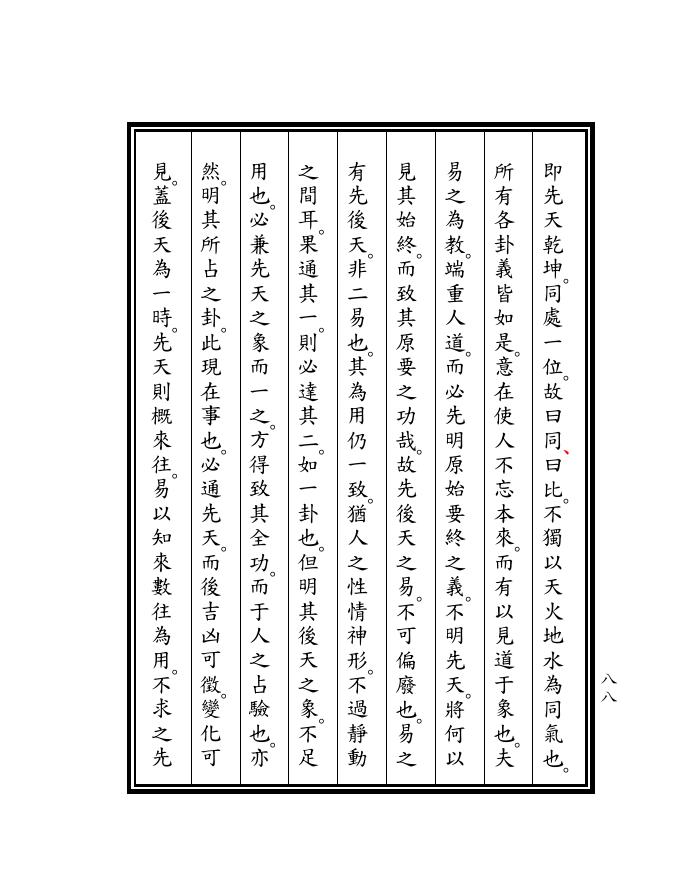 即先天乾坤。同處一位。故曰同、曰比。不獨以天火地水為同氣也。
所有各卦義皆如是。意在使人不忘本來。而有以見道于象也。夫
易之為教。端重人道。而必先明原始要終之義。不明先天。將何以
見其始終。而致其原要之功哉。故先後天之易。不可偏廢也。易之
有先後天。非二易也。其為用仍一致。猶人之性情神形。不過靜動
之間耳。果通其一。則必達其二。如一卦也。但明其後天之象。不足
用也。必兼先天之象而一之。方得致其全功。而于人之占驗也。亦
然。明其所占之卦。此現在事也。必通先天。而後吉凶可徵。變化可
見。蓋後天為一時。先天則概來往。易以知來數往為用。不求之先
八八